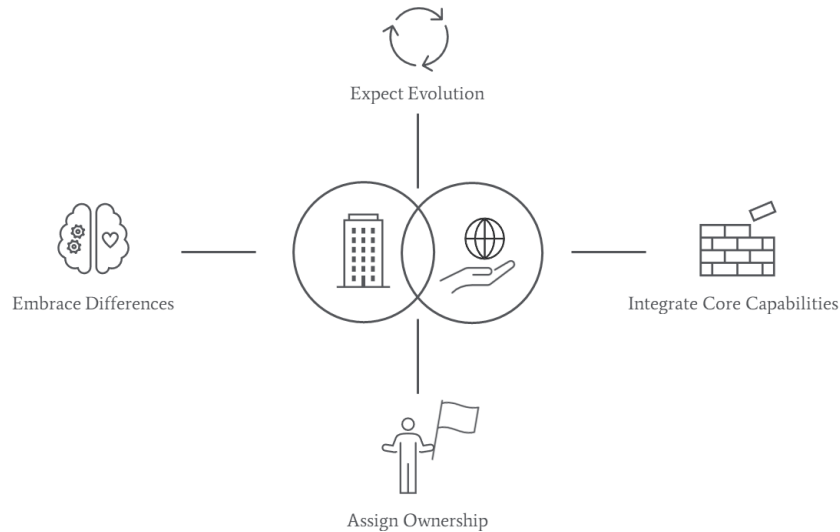 Expect Evolution
Embrace Differences
Integrate Core Capabilities
Assign Ownership